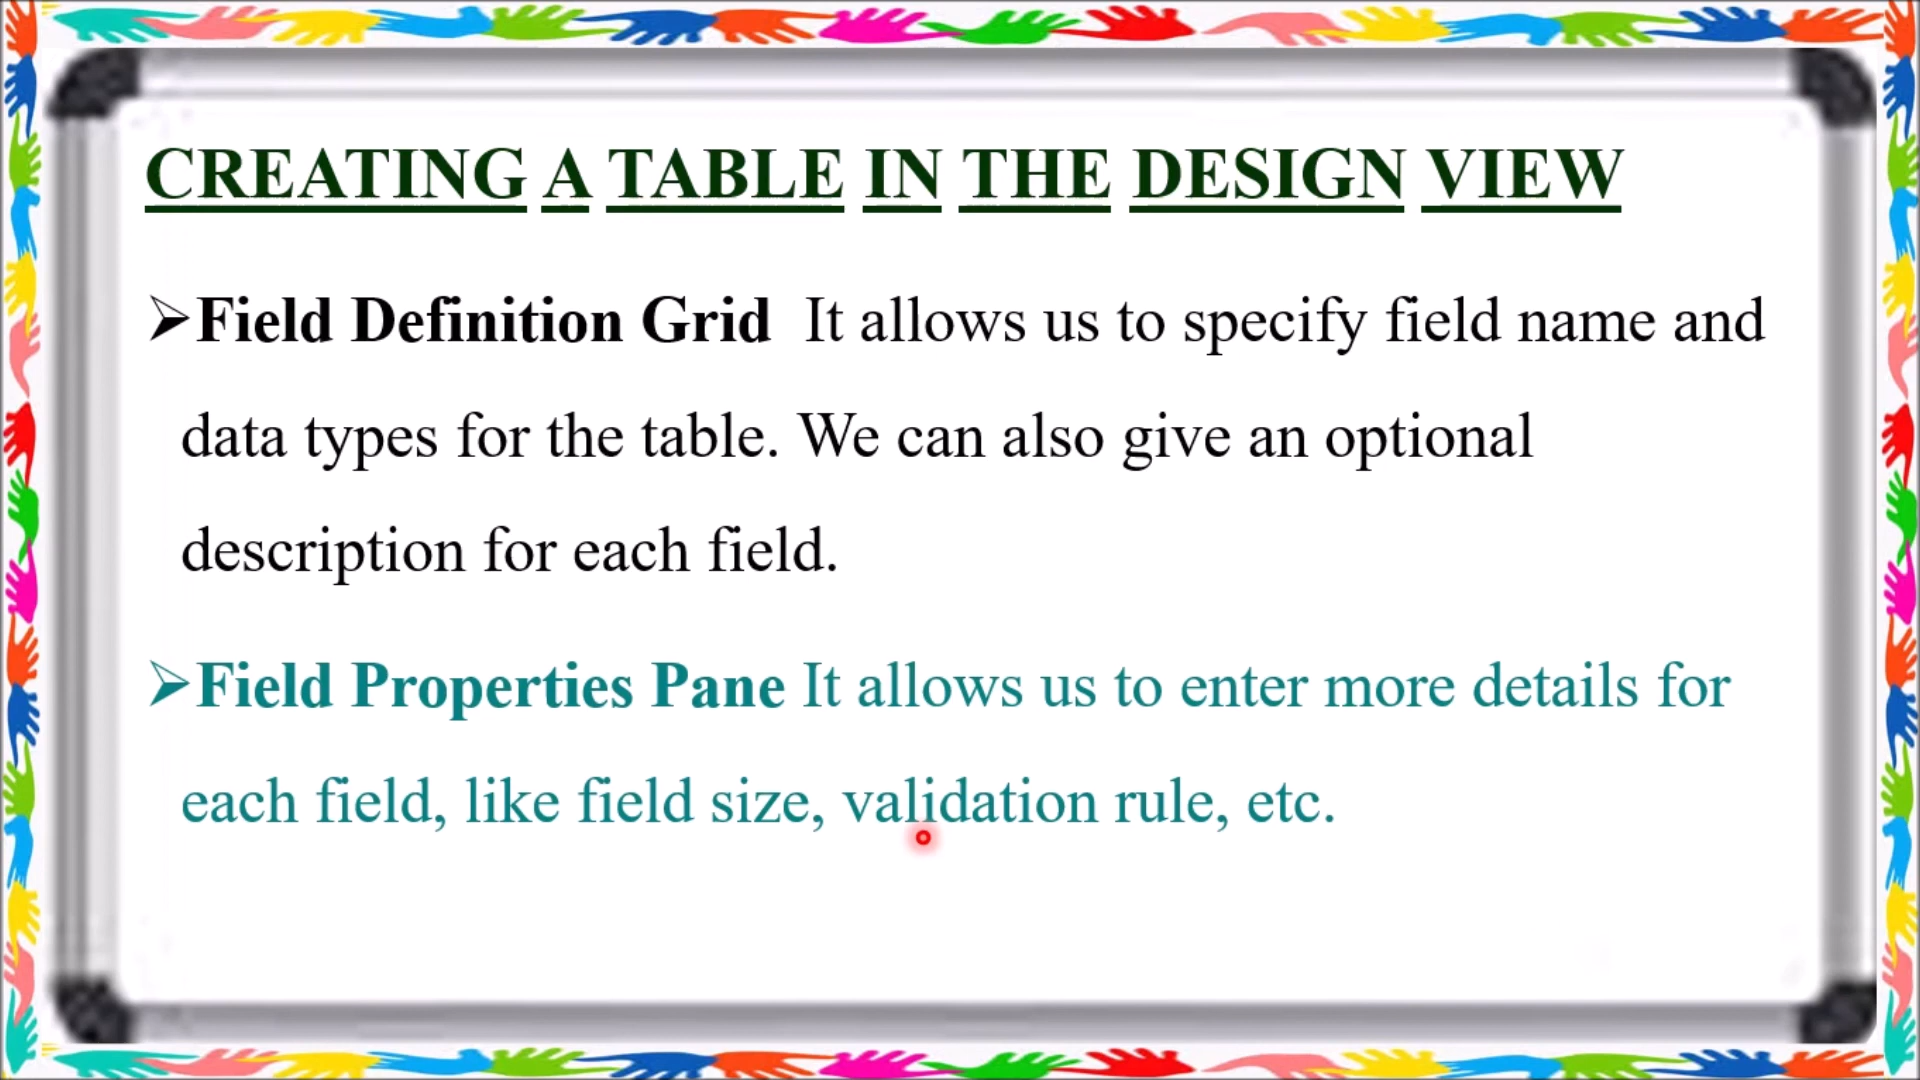 CREATING A TABLE IN THE DESIGN VIEW
➢Field Definition Grid  It allows us to specify field name and
data types for the table. We can also give an optional
description for each field.
➢Field Properties Pane It allows us to enter more details for
each field, like field size, validation rule, etc.